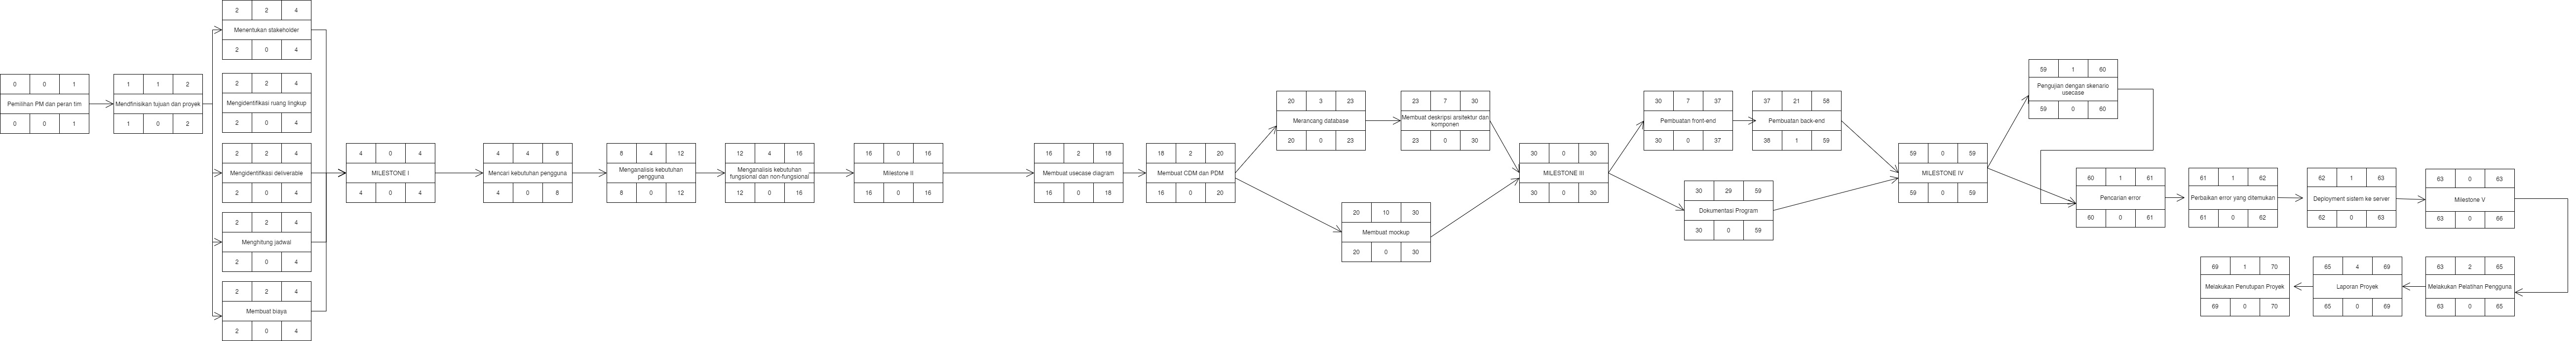 0 0 1
Pemilihan PM dan peran tim
0 0 1
1 1 2
Mendfinisikan tujuan dan proyek
1 0 2
2 2 4
Menentukan stakeholder
2 0 4
2 2 4
Mengidentifikasi ruang lingkup
2 0 4
2 2 4
Mengidentifikasi deliverable
2 0 4
2 2 4
Menghitung jadwal
2 0 4
2 2 4
Membuat biaya
2 0 4
4 0 4
MILESTONE I
4 0 4
4 4 8
Mencari kebutuhan pengguna
4 0 8
8 4 12
Menganalisis kebutuhan
pengguna
8 0 12
12 4 16
Menganalisis kebutuhan
fungsional dan non-fungsional
12 0 16
16 0 16
Milestone II
16 0 16
16 2 18
Membuat usecase diagram
16 0 18
18 2 20
Membuat CDM dan PDM
18 0 20
20 3 23
Merancang database
20 0 23
23 7 30
Membuat deskripsi arsitektur dan
komponen
23 0 30
20 10 30
Membuat mockup
20 0 30
30 0 30
MILESTONE III
30 0 30
30 7 37
Pembuatan front-end
30 0 37
37 21 58
Pembuatan back-end
38 1 59
30 29 59
Dokumentasi Program
30 0 59
59 0 59
MILESTONE IV
59 0 59
59 1 60
Pengujian dengan skenario
usecase
59 0 60
60 1 61
Pencarian error
60 0 61
61 1 62
Perbaikan error yang ditemukan
61 0 62
62 1 63
Deployment sistem ke server
62 0 63
63 0 63
Milestone V
63 0 66
63 2 65
Melakukan Pelatihan Pengguna
63 0 65
65 4 69
Laporan Proyek
65 0 69
69 1 70
Melakukan Penutupan Proyek
69 0 70